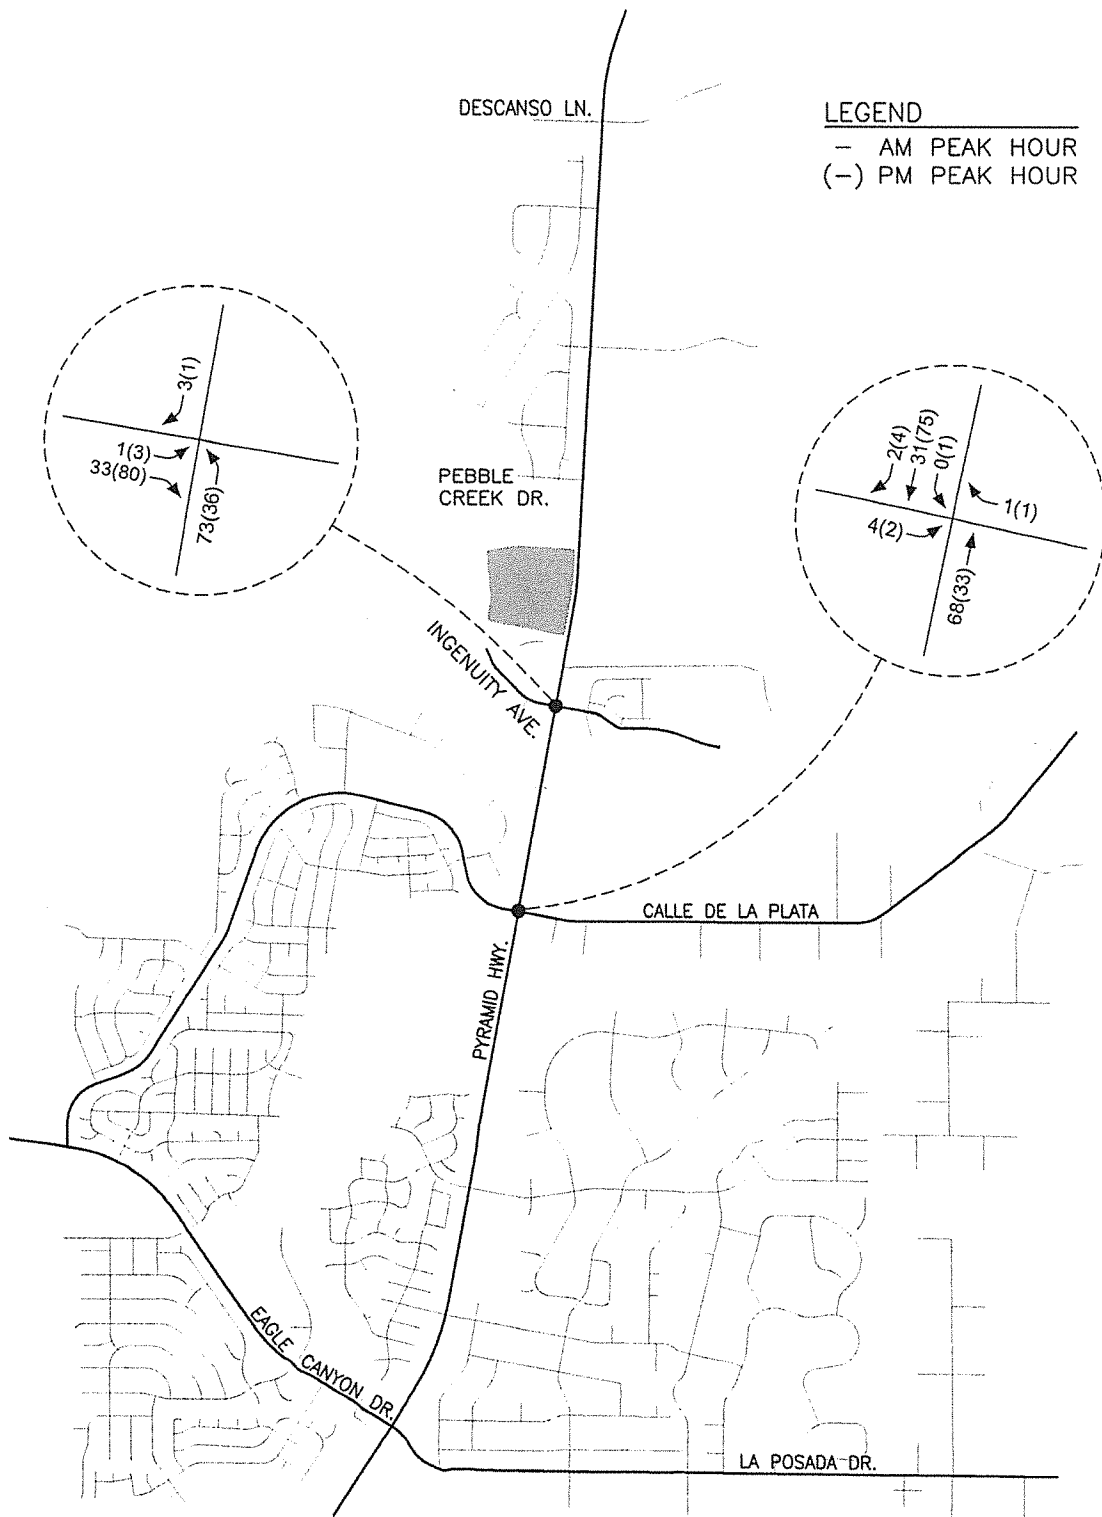 DESCANSO LN.
LEGEND
– AM PEAK HOUR
(–) PM PEAK HOUR
3(1)
1(3)
33(80)
73(36)
2(4)
31(75)
0(1)
1(1)
4(2)
68(33)
PEBBLE
CREEK DR.
INGENUITY AVE.
CALLE DE LA PLATA
PYRAMID HWY.
EAGLE CANYON DR.
LA POSADA DR.